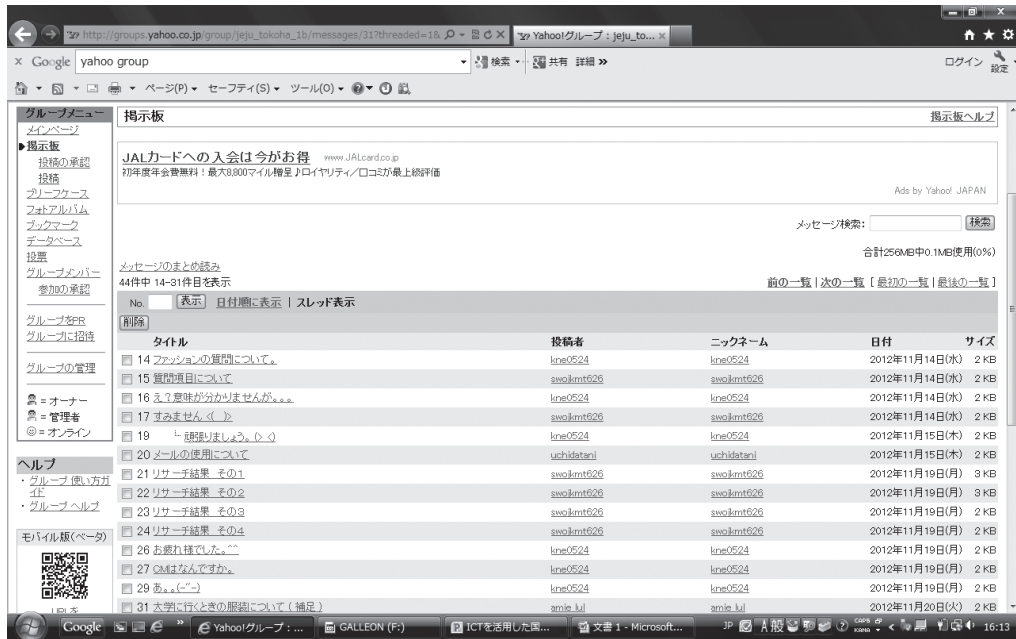 http://groups.yahoo.co.jp/group/jeju_tokoha_1b/messages/31?threaded=1& Yahoo!グループ : jeju_to...
Google yahoo group 検索 共有 詳細 ログイン 設定
ページ(P) セーフティ(S) ツール(O)
グループメニュー
メインページ
掲示板
投稿の承認
投稿
ブリーフケース
フォトアルバム
ブックマーク
データベース
投票
グループメンバー
参加の承認
グループをPR
グループに招待
グループの管理
= オーナー
= 管理者
= オンライン
ヘルプ
・グループ 使い方ガイド
・グループ ヘルプ
モバイル版(ベータ)
URLを
掲示板 掲示板ヘルプ
JALカードへの入会は今がお得 www.JALcard.co.jp
初年度年会費無料！最大8,800マイル贈呈♪ロイヤリティ／口コミが最上級評価
Ads by Yahoo! JAPAN
メッセージ検索: 検索
合計256MB中0.1MB使用(0%)
メッセージのまとめ読み
44件中 14-31件目を表示 前の一覧 | 次の一覧 [ 最初の一覧 | 最後の一覧 ]
No. 表示 日付順に表示 | スレッド表示
削除
タイトル 投稿者 ニックネーム 日付 サイズ
14 ファッションの質問について。 kne0524 kne0524 2012年11月14日(水) 2 KB
15 質問項目について swojkmt626 swojkmt626 2012年11月14日(水) 2 KB
16 え？意味が分かりませんが。。。 kne0524 kne0524 2012年11月14日(水) 2 KB
17 すみません<(_ _)> swojkmt626 swojkmt626 2012年11月14日(水) 2 KB
19 └ 頑張りましょう。(>_<) kne0524 kne0524 2012年11月15日(木) 2 KB
20 メールの使用について uchidatani uchidatani 2012年11月15日(木) 2 KB
21 リサーチ結果 その1 swojkmt626 swojkmt626 2012年11月19日(月) 3 KB
22 リサーチ結果 その2 swojkmt626 swojkmt626 2012年11月19日(月) 3 KB
23 リサーチ結果 その3 swojkmt626 swojkmt626 2012年11月19日(月) 2 KB
24 リサーチ結果 その4 swojkmt626 swojkmt626 2012年11月19日(月) 2 KB
26 お疲れ様でした。^^ kne0524 kne0524 2012年11月19日(月) 2 KB
27 CMはなんですか。 kne0524 kne0524 2012年11月19日(月) 2 KB
29 あ。。(-"-) kne0524 kne0524 2012年11月19日(月) 2 KB
31 大学に行くときの服装について(補足) amie_lul amie_lul 2012年11月20日(火) 2 KB
Google Yahoo!グループ : ... GALLEON (F:) ICTを活用した国... 文書 1 - Microsoft... JP A 般 CAPS KANA 16:13